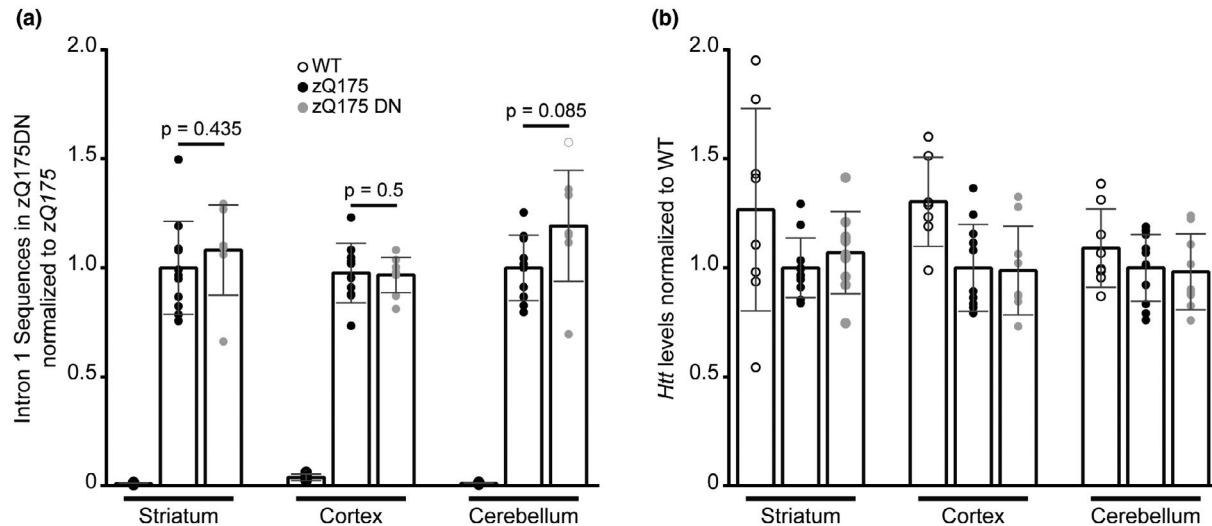 (a)
2.0
1.5
1.0
0.5
0
Intron 1 Sequences in zQ175DN
normalized to zQ175
WT
zQ175
zQ175 DN
p = 0.435
p = 0.5
p = 0.085
Striatum
Cortex
Cerebellum
(b)
2.0
1.5
1.0
0.5
0
Htt levels normalized to WT
Striatum
Cortex
Cerebellum